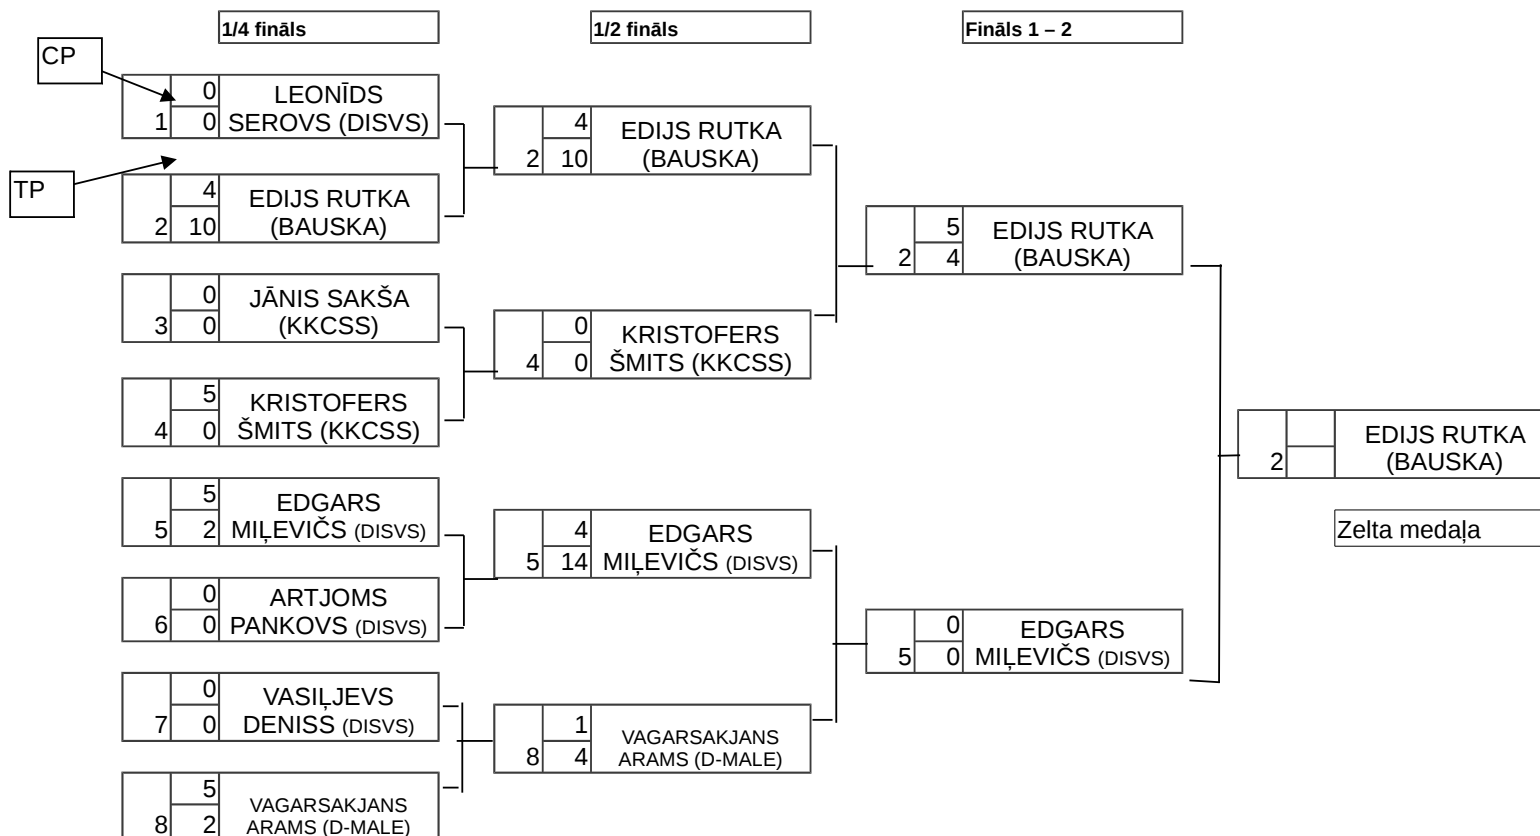 1/4 fināls
1/2 fināls
Fināls 1 – 2
CP
TP
0
1 0
LEONĪDS
SEROVS (DISVS)
4
2 10
EDIJS RUTKA
(BAUSKA)
0
3 0
JĀNIS SAKŠA
(KKCSS)
5
4 0
KRISTOFERS
ŠMITS (KKCSS)
5
5 2
EDGARS
MIĻEVIČS (DISVS)
0
6 0
ARTJOMS
PANKOVS (DISVS)
0
7 0
VASIĻJEVS
DENISS (DISVS)
5
8 2
VAGARSAKJANS
ARAMS (D-MALE)
4
2 10
EDIJS RUTKA
(BAUSKA)
0
4 0
KRISTOFERS
ŠMITS (KKCSS)
4
5 14
EDGARS
MIĻEVIČS (DISVS)
1
8 4
VAGARSAKJANS
ARAMS (D-MALE)
5
2 4
EDIJS RUTKA
(BAUSKA)
0
5 0
EDGARS
MIĻEVIČS (DISVS)
2
EDIJS RUTKA
(BAUSKA)
Zelta medaļa